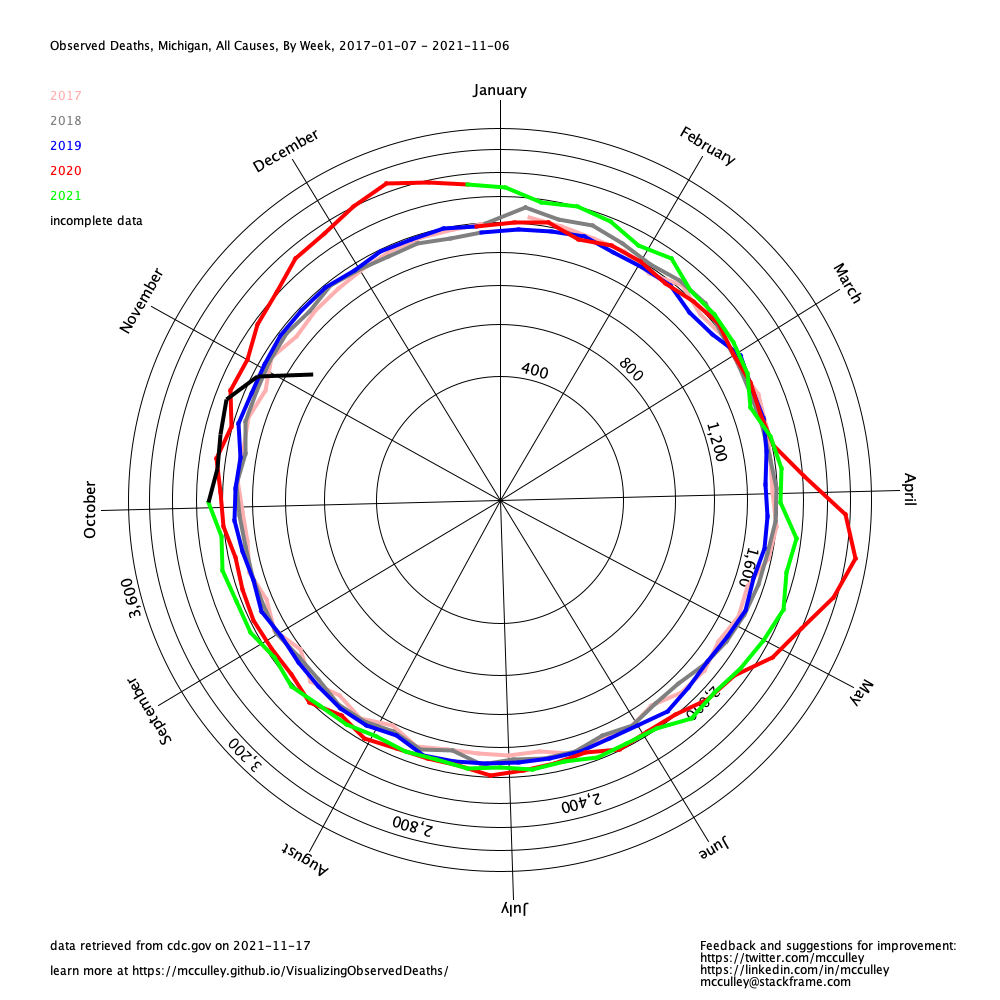 Observed Deaths, Michigan, All Causes, By Week, 2017-01-07 - 2021-11-06
January
2017
2018
2019
2020
2021
incomplete data
December
February
November
March
400
800
1,200
October
April
1,600
3,600
September
May
2,000
3,200
2,400
2,800
August
June
July
data retrieved from cdc.gov on 2021-11-17
learn more at https://mcculley.github.io/VisualizingObservedDeaths/
Feedback and suggestions for improvement:
https://twitter.com/mcculley
https://linkedin.com/in/mcculley
mcculley@stackframe.com